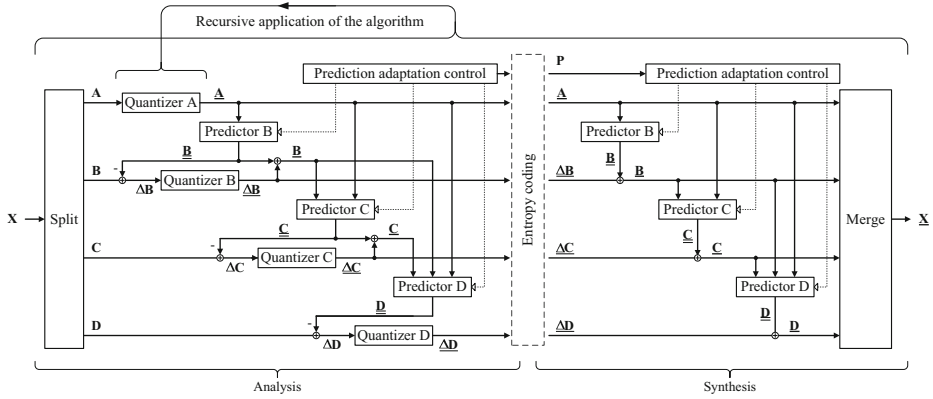 Recursive application of the algorithm
Prediction adaptation control
P
Prediction adaptation control
A
Quantizer A
A
A
Predictor B
Predictor B
B
B
B
-
B
ΔB
Quantizer B
ΔB
ΔB
B
X
Split
Predictor C
Entropy coding
Predictor C
Merge
X
C
C
C
-
C
ΔC
Quantizer C
ΔC
ΔC
C
Predictor D
Predictor D
D
D
D
-
D
ΔD
Quantizer D
ΔD
ΔD
Analysis
Synthesis